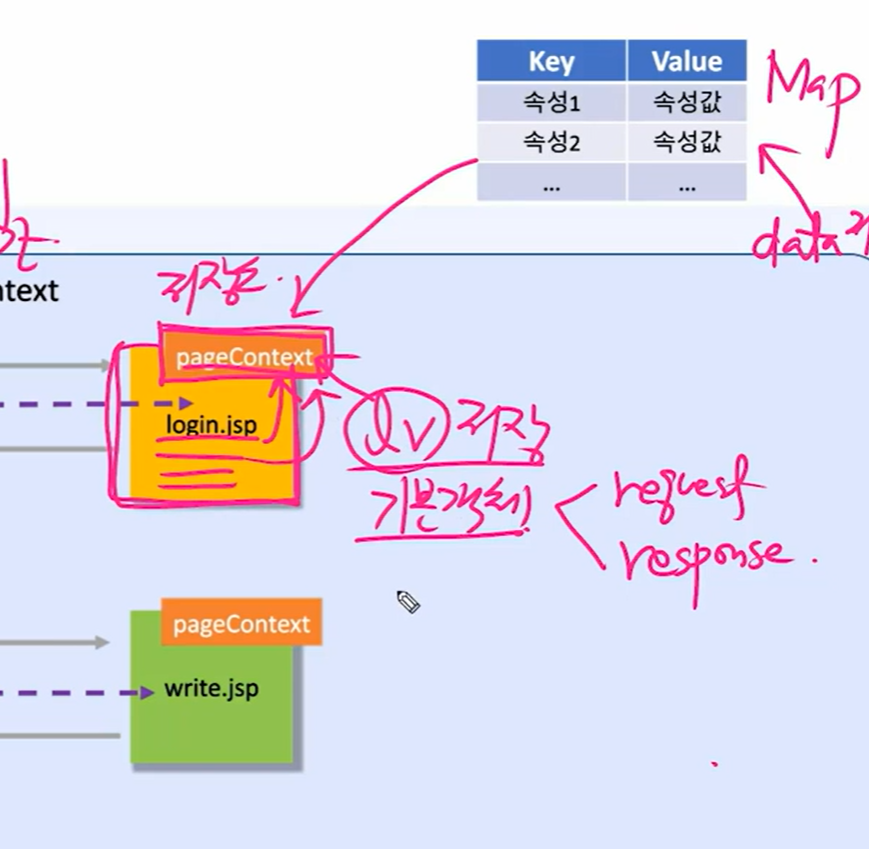 Key Value
속성1 속성값
속성2 속성값
... ...
Map
data
ntext
저장소.
pageContext
login.jsp
lv 저장
기본객체
request
response.
pageContext
write.jsp